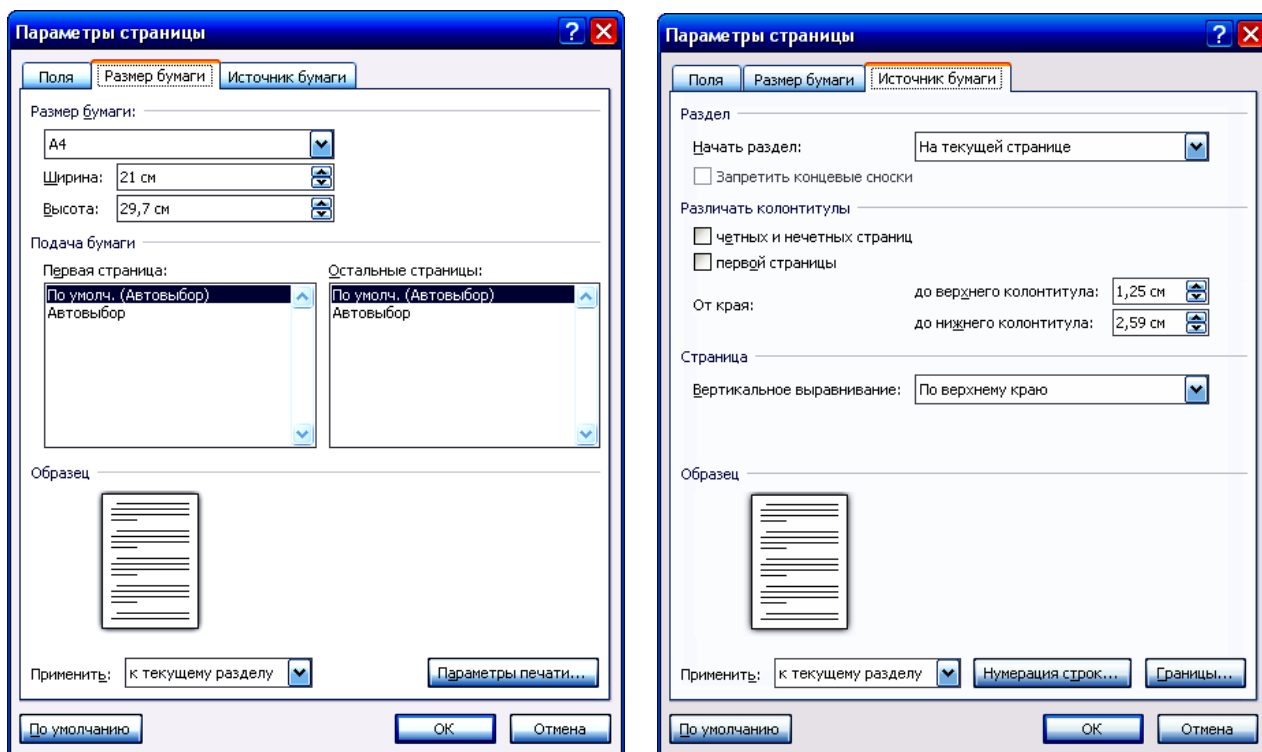 Параметры страницы
Поля Размер бумаги Источник бумаги
Размер бумаги:
A4
Ширина: 21 см
Высота: 29,7 см
Подача бумаги
Первая страница: Остальные страницы:
По умолч. (Автовыбор) По умолч. (Автовыбор)
Автовыбор Автовыбор
Образец
Применить: к текущему разделу Параметры печати...
По умолчанию ОК Отмена
Параметры страницы
Поля Размер бумаги Источник бумаги
Раздел
Начать раздел: На текущей странице
Запретить концевые сноски
Различать колонтитулы
четных и нечетных страниц
первой страницы
От края: до верхнего колонтитула: 1,25 см
до нижнего колонтитула: 2,59 см
Страница
Вертикальное выравнивание: По верхнему краю
Образец
Применить: к текущему разделу Нумерация строк... Границы...
По умолчанию ОК Отмена